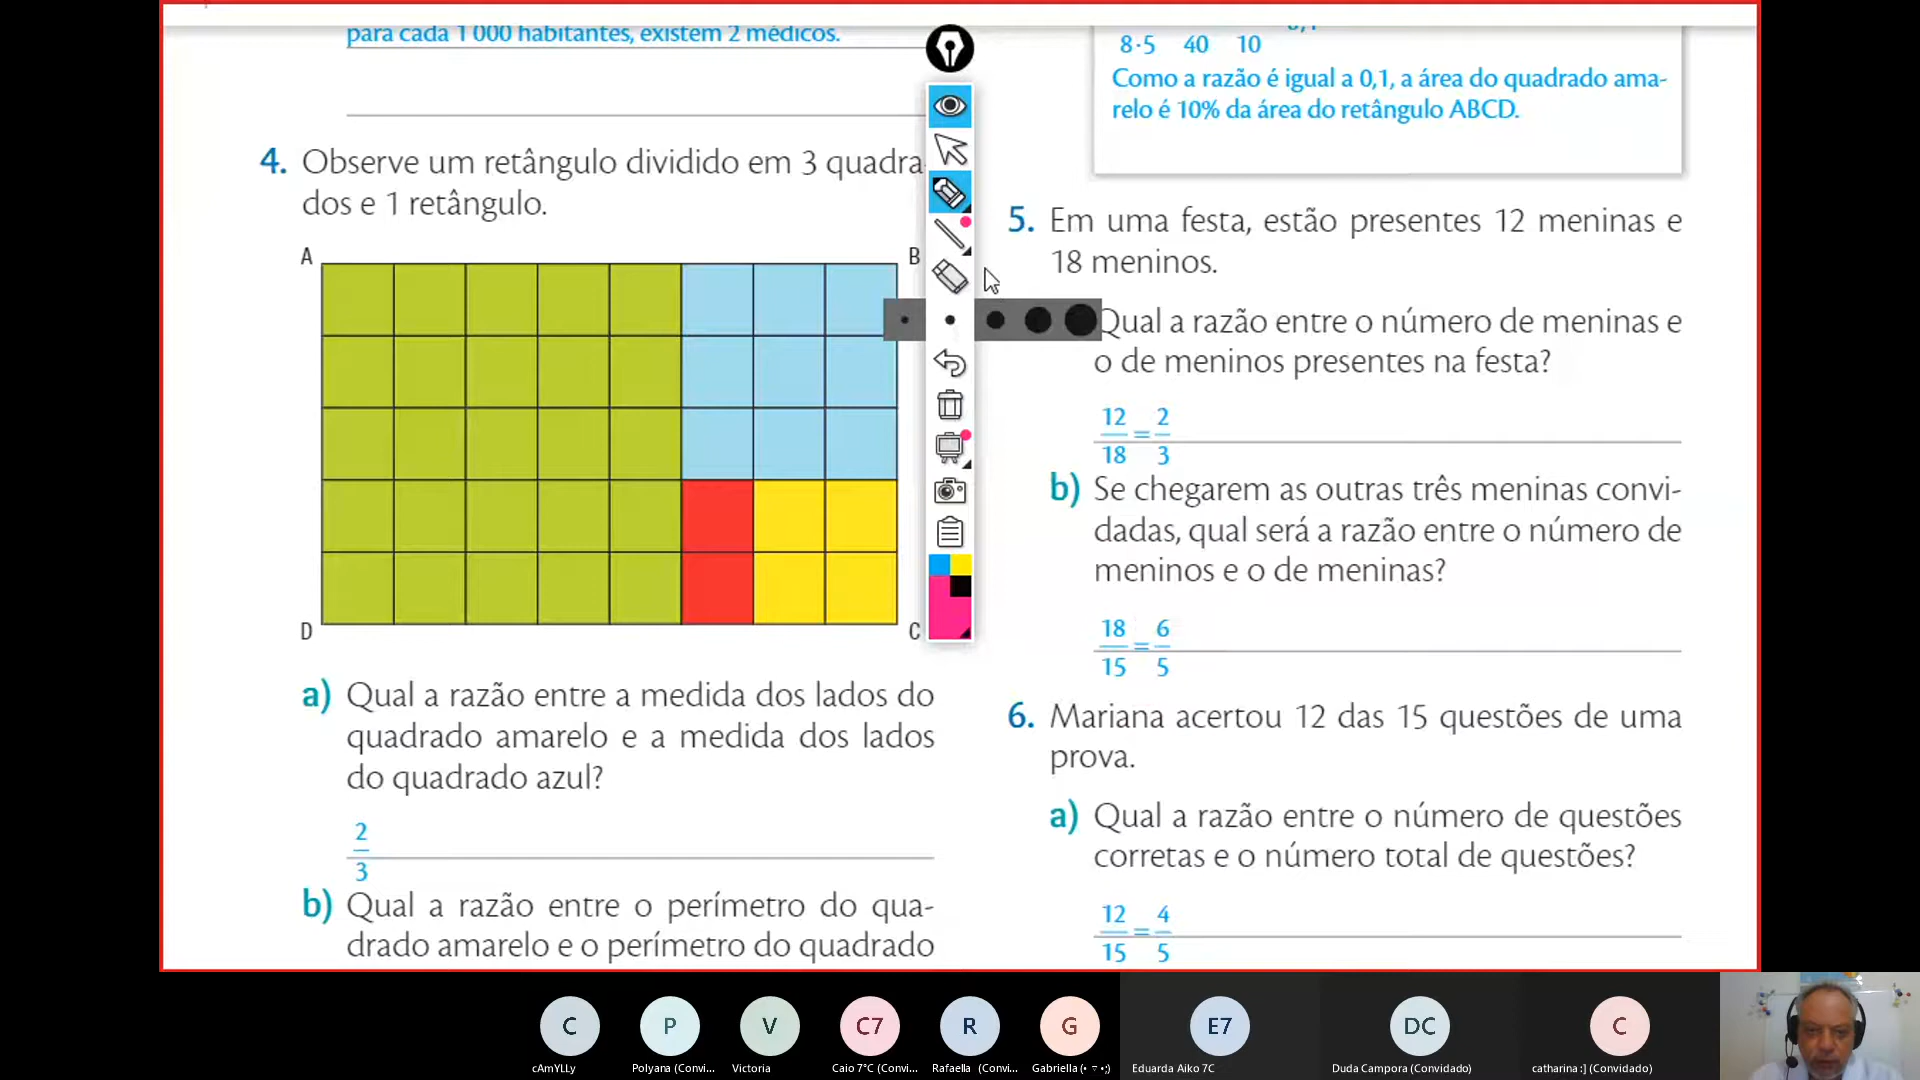 para cada 1 000 habitantes, existem 2 médicos.
4. Observe um retângulo dividido em 3 quadra-
dos e 1 retângulo.
A
B
D
C
a) Qual a razão entre a medida dos lados do
quadrado amarelo e a medida dos lados
do quadrado azul?
2
3
b) Qual a razão entre o perímetro do qua-
drado amarelo e o perímetro do quadrado
8·5 40 10
Como a razão é igual a 0,1, a área do quadrado ama-
relo é 10% da área do retângulo ABCD.
5. Em uma festa, estão presentes 12 meninas e
18 meninos.
Qual a razão entre o número de meninas e
o de meninos presentes na festa?
12 = 2
18 3
b) Se chegarem as outras três meninas convi-
dadas, qual será a razão entre o número de
meninos e o de meninas?
18 = 6
15 5
6. Mariana acertou 12 das 15 questões de uma
prova.
a) Qual a razão entre o número de questões
corretas e o número total de questões?
12 = 4
15 5
C P V C7 R G E7 DC C
cAmYLLy Polyana (Convi... Victoria Caio 7°C (Convi... Rafaella (Convi... Gabriella (• ▿ •;) Eduarda Aiko 7C Duda Campora (Convidado) catharina :] (Convidado)